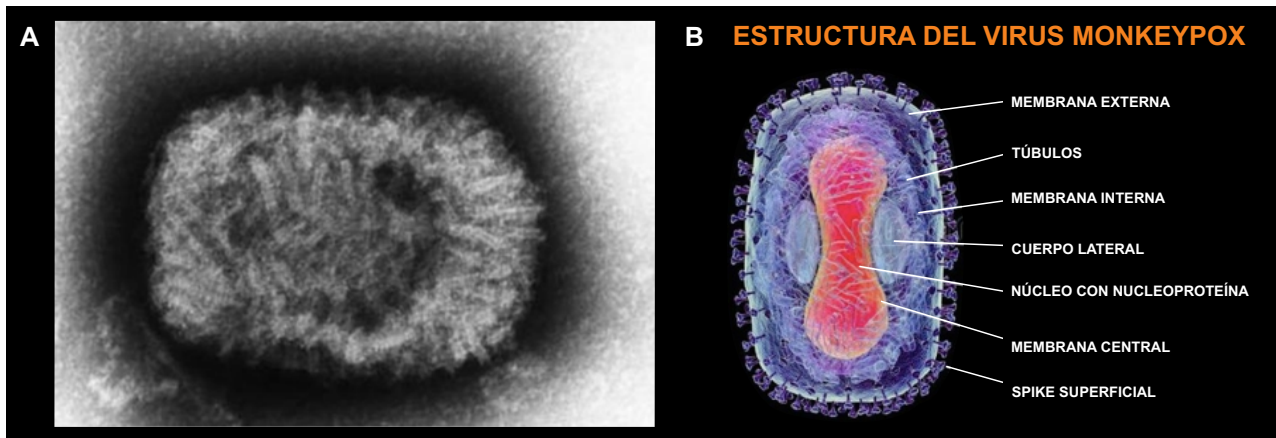 A
B ESTRUCTURA DEL VIRUS MONKEYPOX
MEMBRANA EXTERNA
TÚBULOS
MEMBRANA INTERNA
CUERPO LATERAL
NÚCLEO CON NUCLEOPROTEÍNA
MEMBRANA CENTRAL
SPIKE SUPERFICIAL